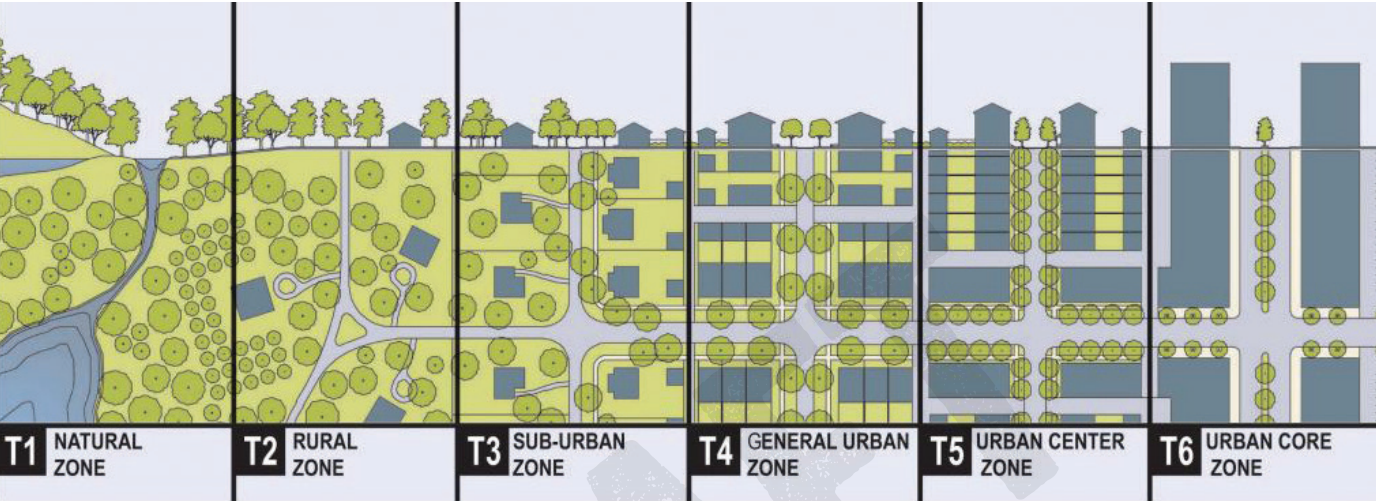 T1 NATURAL
ZONE
T2 RURAL
ZONE
T3 SUB-URBAN
ZONE
T4 GENERAL URBAN
ZONE
T5 URBAN CENTER
ZONE
T6 URBAN CORE
ZONE